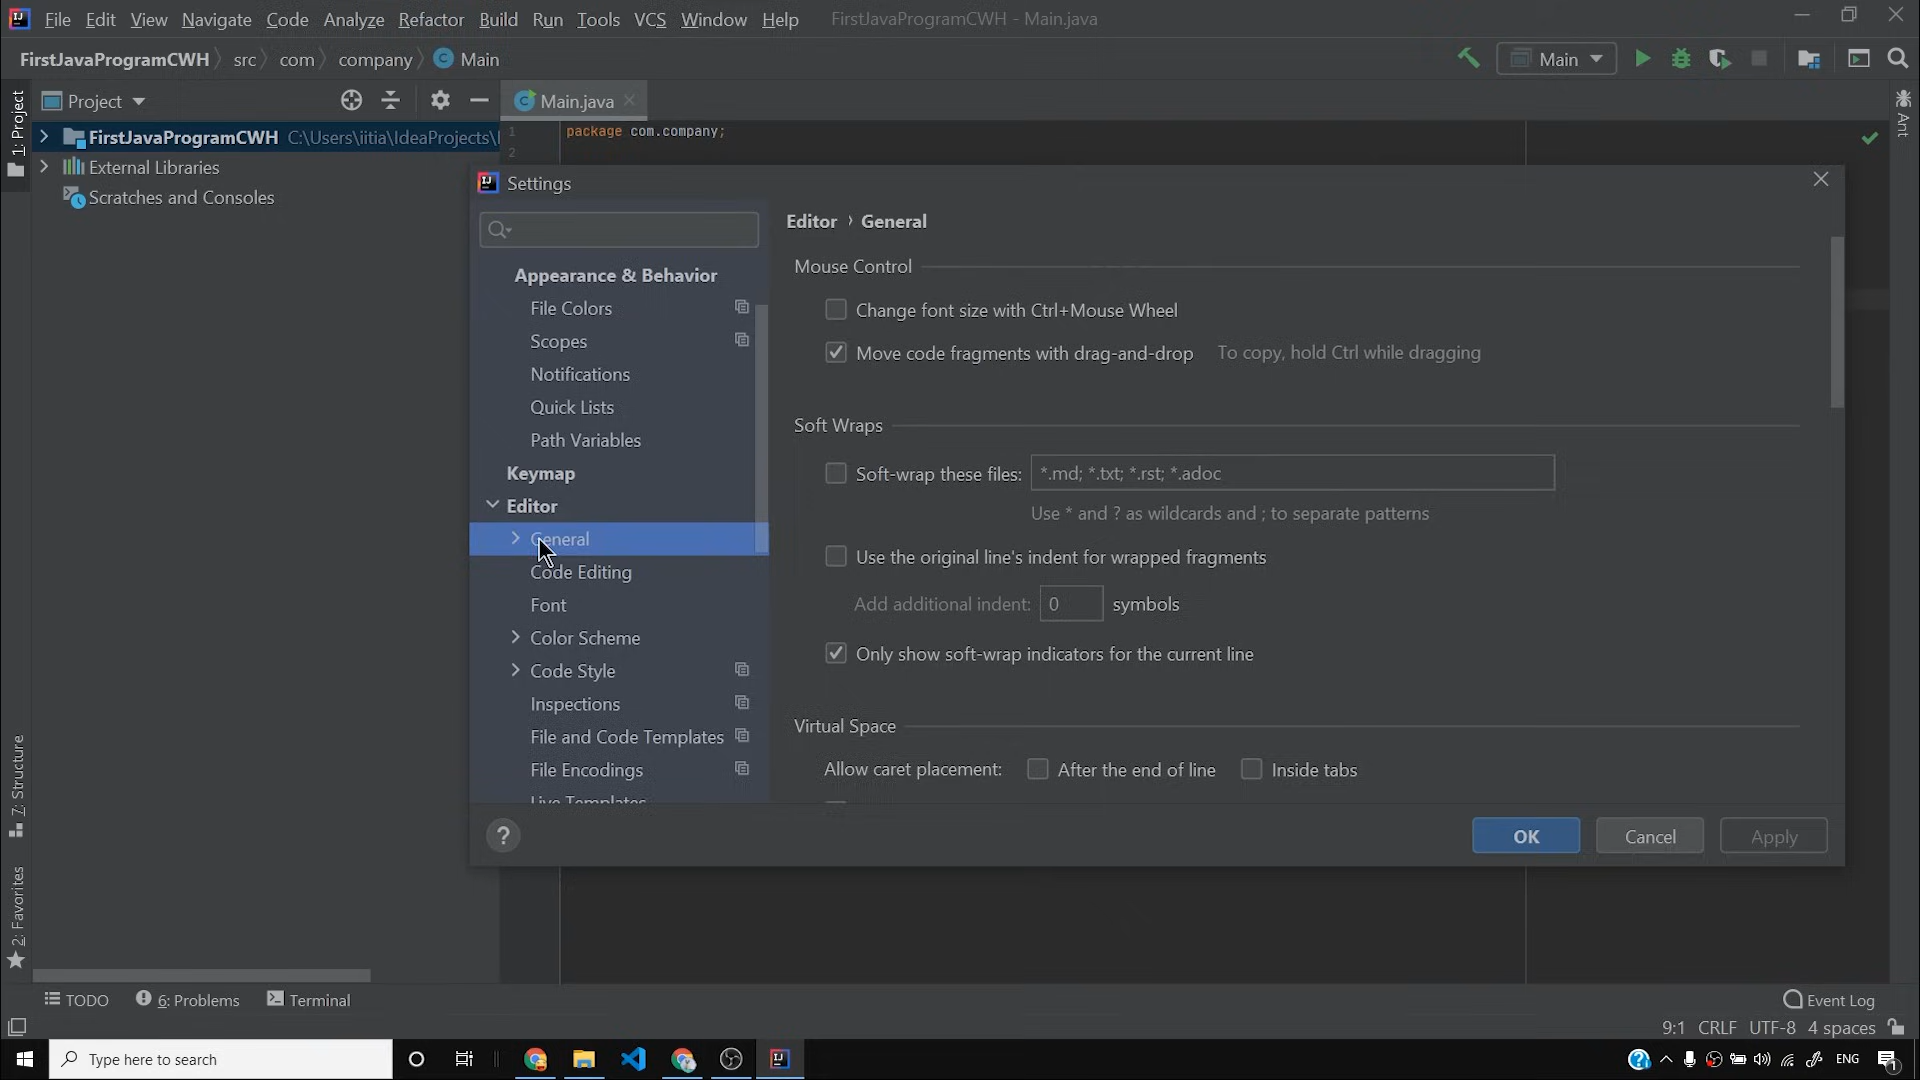 File Edit View Navigate Code Analyze Refactor Build Run Tools VCS Window Help FirstJavaProgramCWH - Main.java
FirstJavaProgramCWH src com company Main
Main
1: Project
Project
Main.java
Ant
FirstJavaProgramCWH C:\Users\iitia\IdeaProjects\
External Libraries
Scratches and Consoles
1 package com.company;
2
Settings
Appearance & Behavior
File Colors
Scopes
Notifications
Quick Lists
Path Variables
Keymap
Editor
General
Code Editing
Font
Color Scheme
Code Style
Inspections
File and Code Templates
File Encodings
Live Templates
Editor › General
Mouse Control
Change font size with Ctrl+Mouse Wheel
Move code fragments with drag-and-drop To copy, hold Ctrl while dragging
Soft Wraps
Soft-wrap these files: *.md; *.txt; *.rst; *.adoc
Use * and ? as wildcards and ; to separate patterns
Use the original line's indent for wrapped fragments
Add additional indent: 0 symbols
Only show soft-wrap indicators for the current line
Virtual Space
Allow caret placement: After the end of line Inside tabs
?
OK Cancel Apply
7: Structure
2: Favorites
TODO 6: Problems Terminal Event Log
9:1 CRLF UTF-8 4 spaces
Type here to search
ENG
1